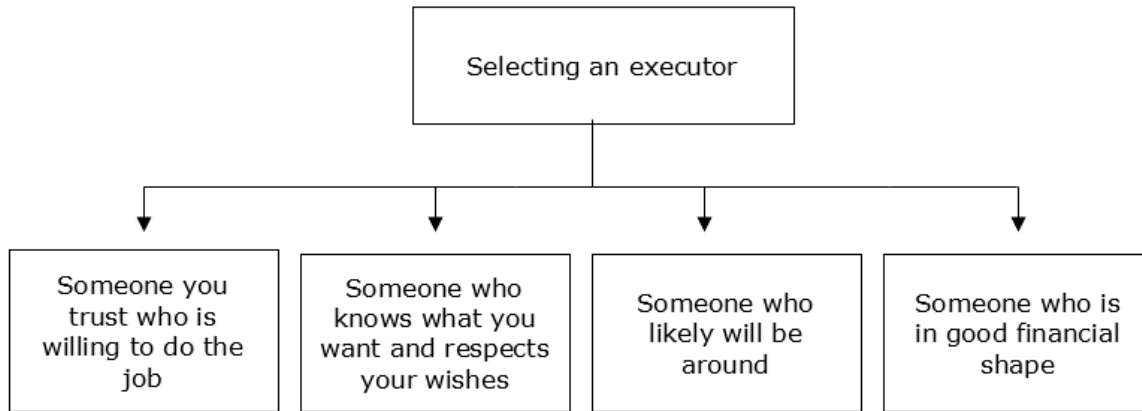 Selecting an executor
Someone you
trust who is
willing to do the
job
Someone who
knows what you
want and respects
your wishes
Someone who
likely will be
around
Someone who is
in good financial
shape